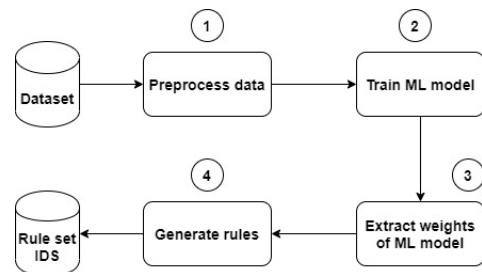 1
2
Dataset
Preprocess data
Train ML model
4
3
Rule set
IDS
Generate rules
Extract weights
of ML model